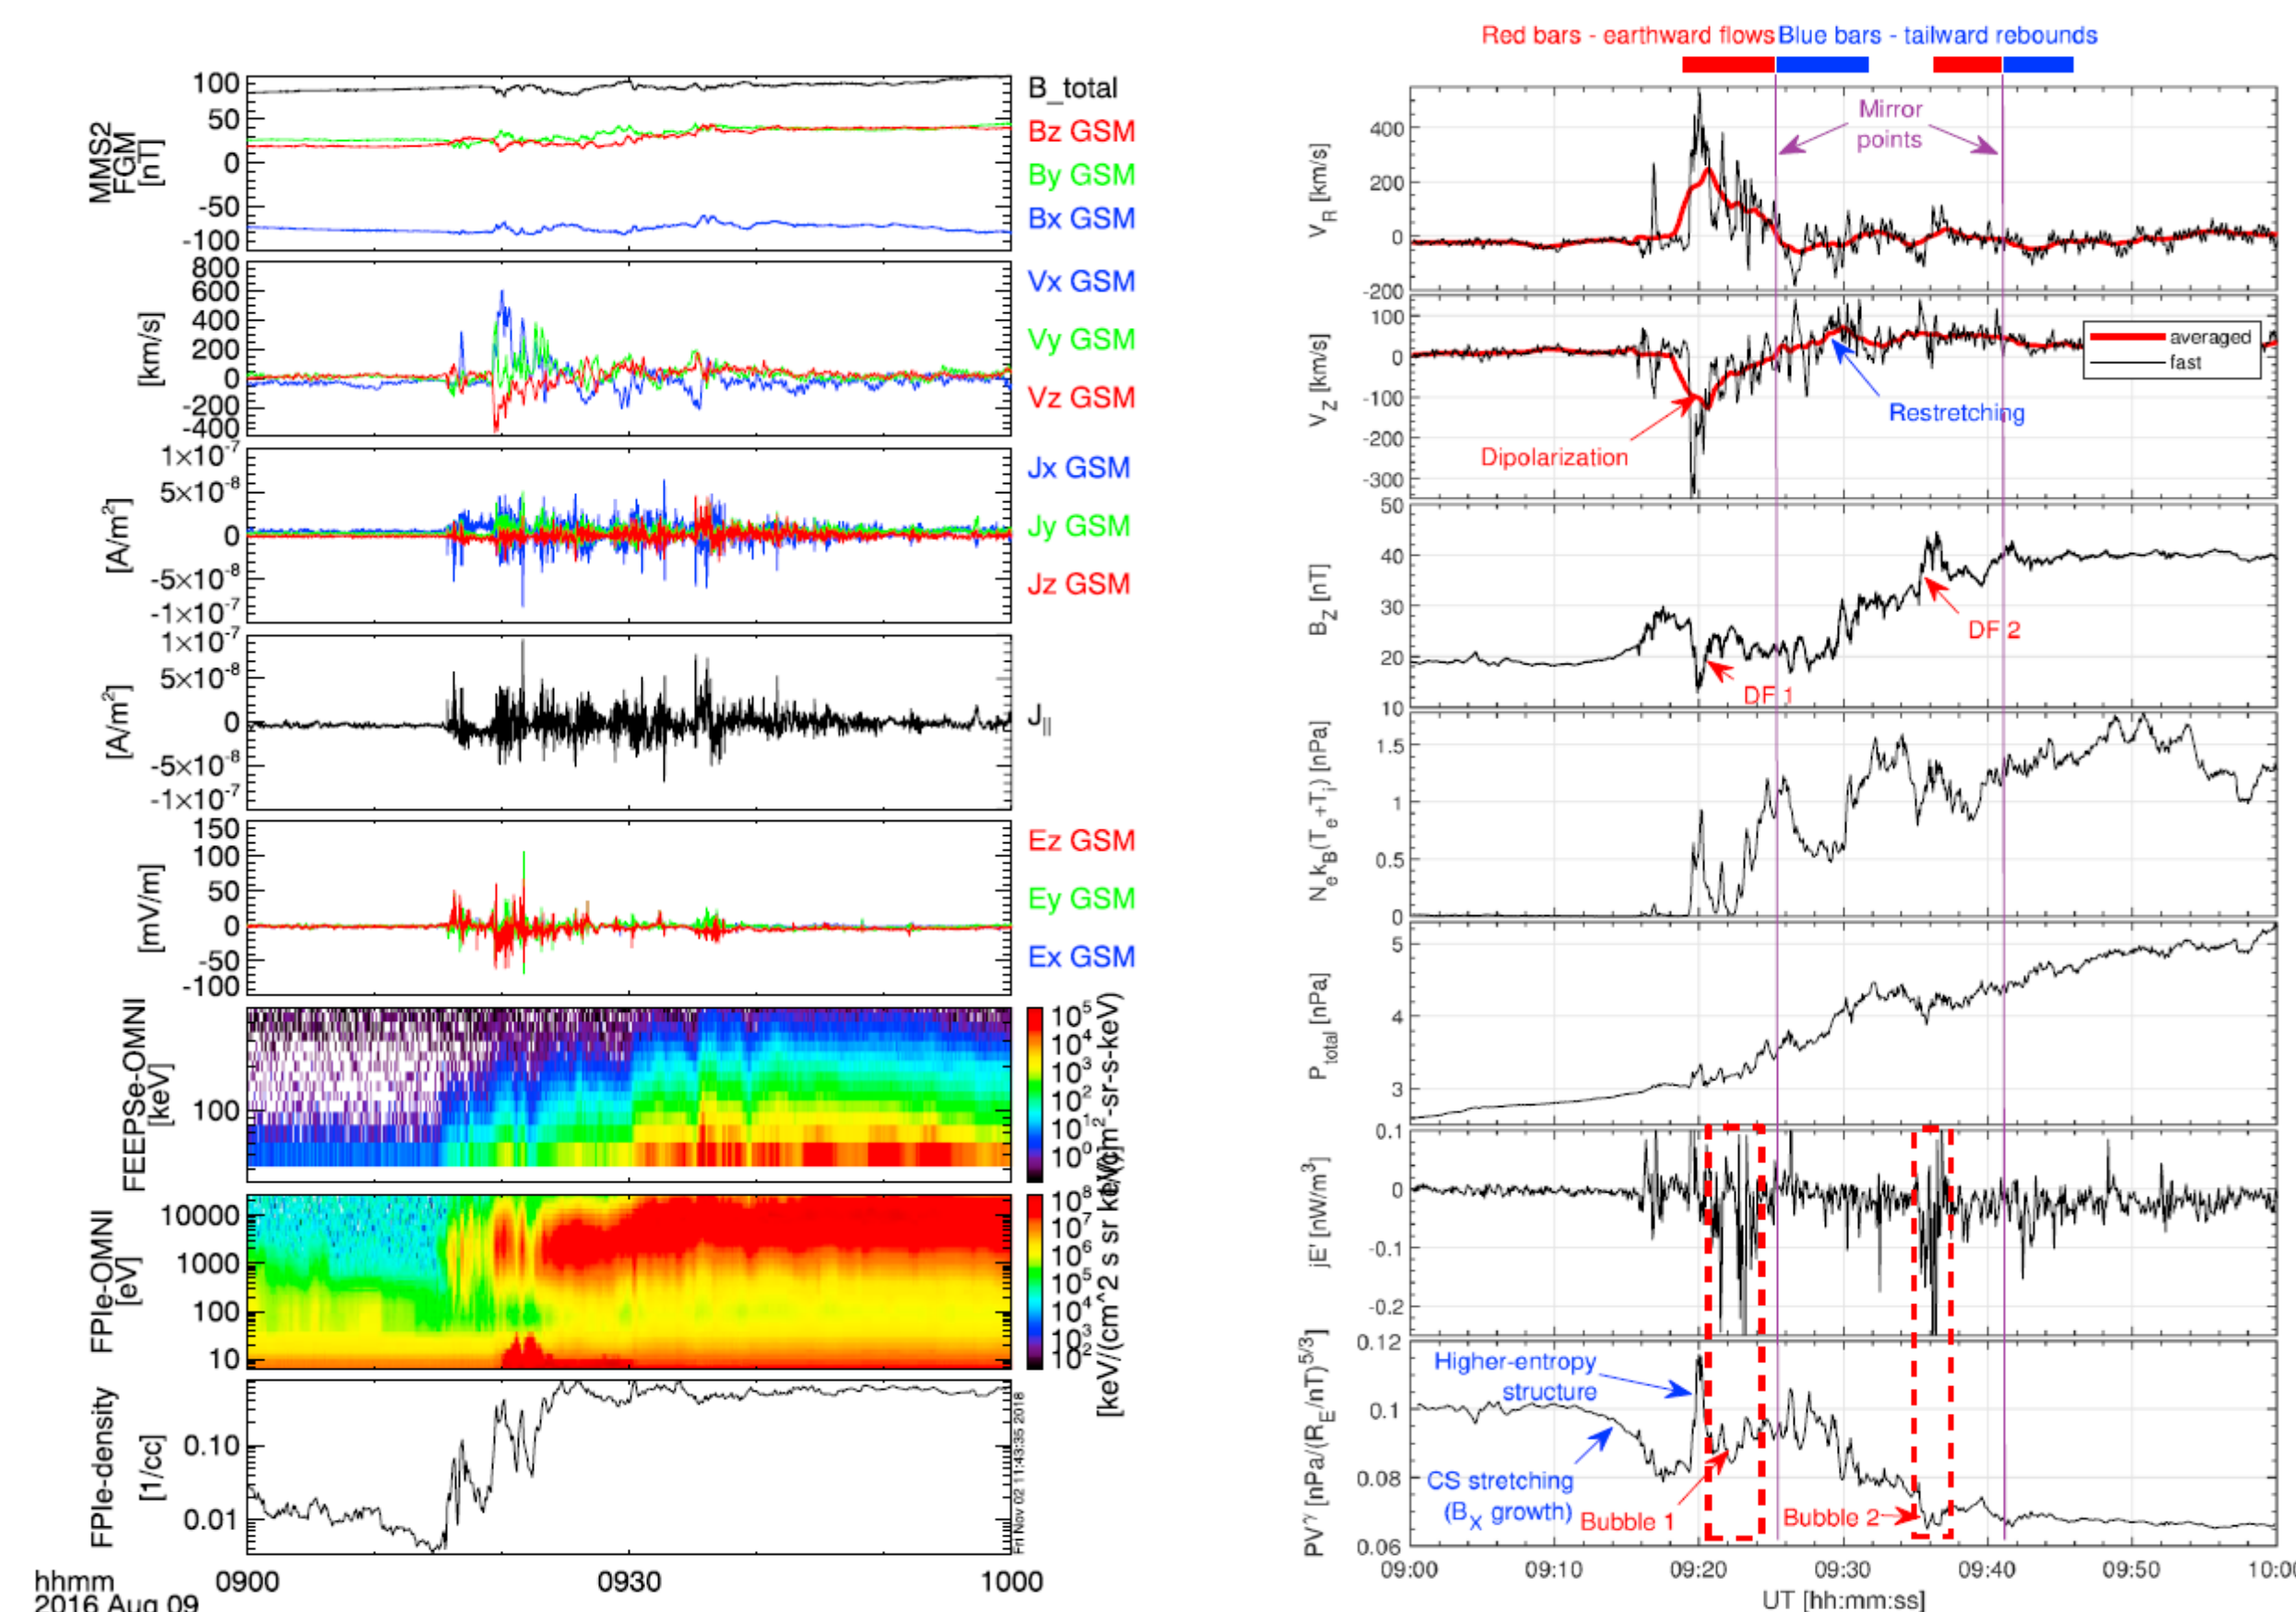 MMS2
FGM
[nT]
100
50
0
-50
-100
B_total
Bz GSM
By GSM
Bx GSM
[km/s]
800
600
400
200
0
-200
-400
Vx GSM
Vy GSM
Vz GSM
[A/m²]
1×10⁻⁷
5×10⁻⁸
0
-5×10⁻⁸
-1×10⁻⁷
Jx GSM
Jy GSM
Jz GSM
[A/m²]
1×10⁻⁷
5×10⁻⁸
0
-5×10⁻⁸
-1×10⁻⁷
J||
[mV/m]
150
100
50
0
-50
-100
Ez GSM
Ey GSM
Ex GSM
FEEPSe-OMNI
[keV]
100
10⁵
10⁴
10³
10²
10¹
10⁰
FPIe-OMNI
[eV]
10000
1000
100
10
10⁸
10⁷
10⁶
10⁵
10⁴
10³
10²
[keV/(cm^2 s sr keV)]
FPIe-density
[1/cc]
0.10
0.01
Fri Nov 02 11:43:35 2018
hhmm
2016 Aug 09
0900
0930
1000
Red bars - earthward flows Blue bars - tailward rebounds
V_R [km/s]
400
200
0
-200
Mirror
points
V_Z [km/s]
100
0
-100
-200
-300
averaged
fast
Restretching
Dipolarization
B_Z [nT]
50
40
30
20
10
DF 1
DF 2
N_e k_B(T_e+T_i) [nPa]
1.5
1
0.5
0
P_total [nPa]
5
4
3
jE' [nW/m³]
0.1
0
-0.1
-0.2
PV^γ [nPa/(R_E/nT)^5/3]
0.12
0.1
0.08
0.06
Higher-entropy
structure
CS stretching
(B_X growth)
Bubble 1
Bubble 2
09:00
09:10
09:20
09:30
09:40
09:50
UT [hh:mm:ss]